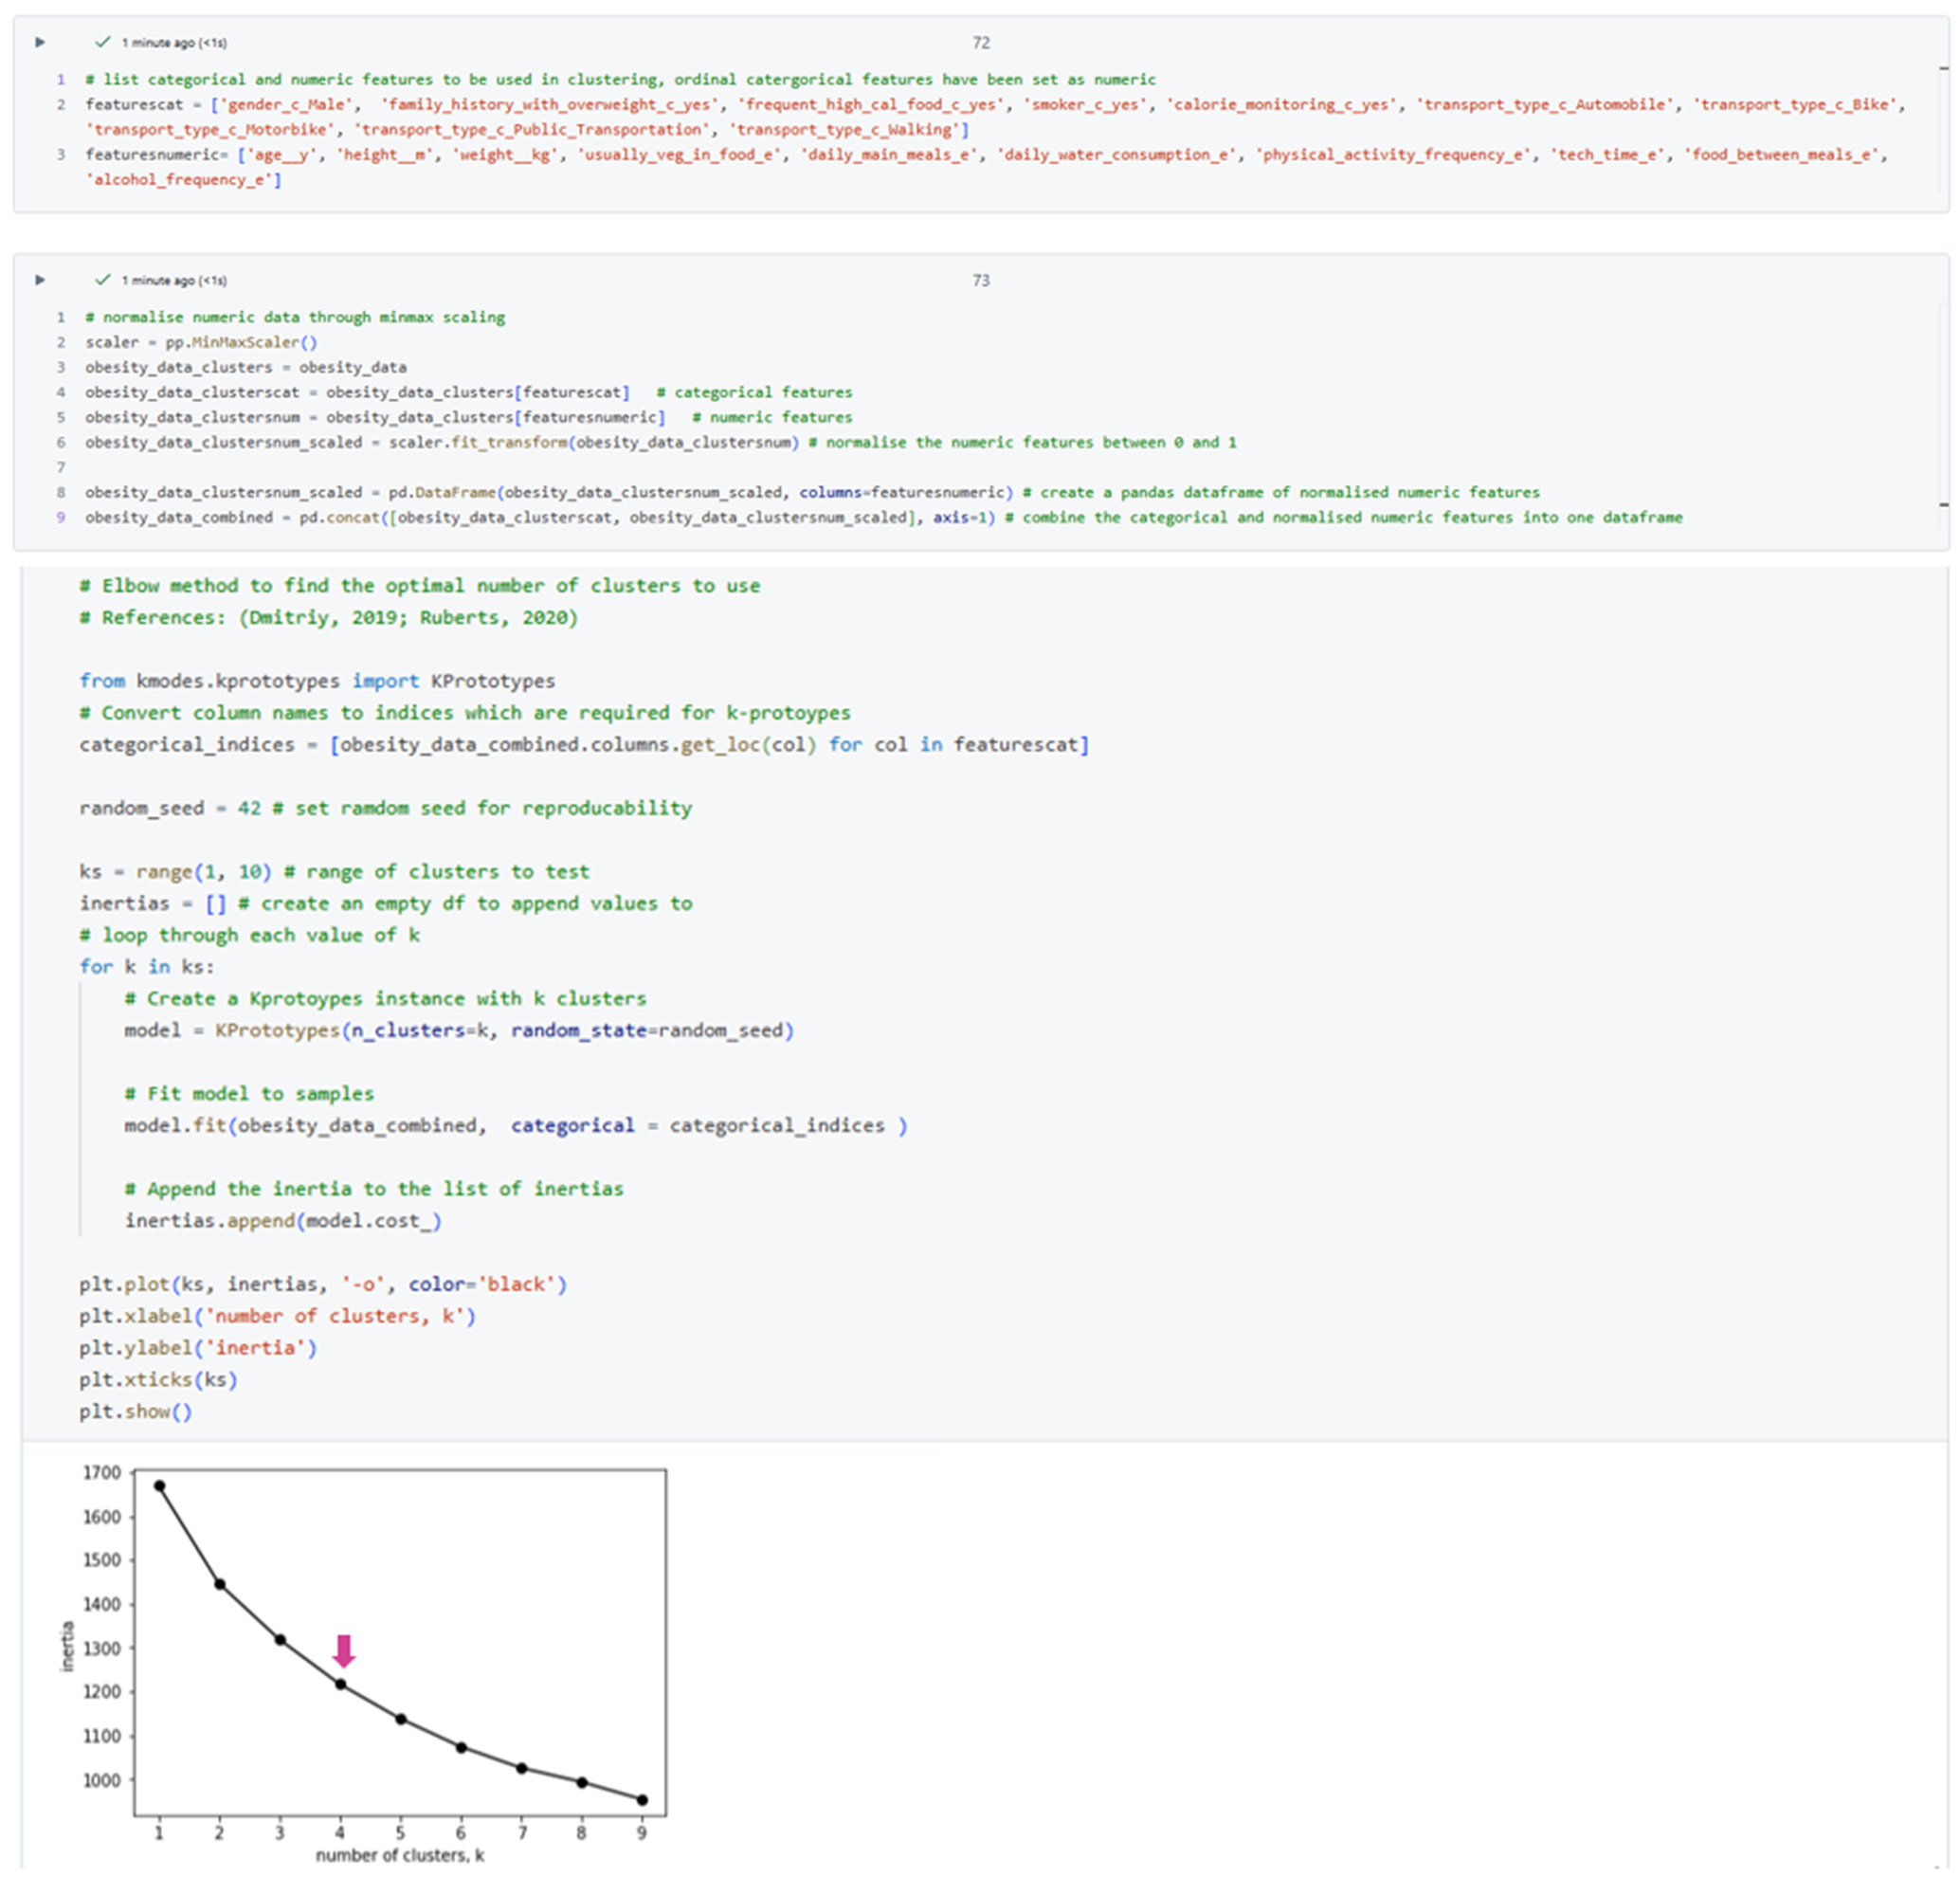 1 minute ago (<1s)
72
1 # list categorical and numeric features to be used in clustering, ordinal catergorical features have been set as numeric
2 featurescat = ['gender_c_Male',  'family_history_with_overweight_c_yes', 'frequent_high_cal_food_c_yes', 'smoker_c_yes', 'calorie_monitoring_c_yes', 'transport_type_c_Automobile', 'transport_type_c_Bike',
'transport_type_c_Motorbike', 'transport_type_c_Public_Transportation', 'transport_type_c_Walking']
3 featuresnumeric= ['age__y', 'height__m', 'weight__kg', 'usually_veg_in_food_e', 'daily_main_meals_e', 'daily_water_consumption_e', 'physical_activity_frequency_e', 'tech_time_e', 'food_between_meals_e',
'alcohol_frequency_e']
1 minute ago (<1s)
73
1 # normalise numeric data through minmax scaling
2 scaler = pp.MinMaxScaler()
3 obesity_data_clusters = obesity_data
4 obesity_data_clusterscat = obesity_data_clusters[featurescat]   # categorical features
5 obesity_data_clustersnum = obesity_data_clusters[featuresnumeric]   # numeric features
6 obesity_data_clustersnum_scaled = scaler.fit_transform(obesity_data_clustersnum) # normalise the numeric features between 0 and 1
7
8 obesity_data_clustersnum_scaled = pd.DataFrame(obesity_data_clustersnum_scaled, columns=featuresnumeric) # create a pandas dataframe of normalised numeric features
9 obesity_data_combined = pd.concat([obesity_data_clusterscat, obesity_data_clustersnum_scaled], axis=1) # combine the categorical and normalised numeric features into one dataframe
# Elbow method to find the optimal number of clusters to use
# References: (Dmitriy, 2019; Ruberts, 2020)
from kmodes.kprototypes import KPrototypes
# Convert column names to indices which are required for k-protoypes
categorical_indices = [obesity_data_combined.columns.get_loc(col) for col in featurescat]
random_seed = 42 # set ramdom seed for reproducability
ks = range(1, 10) # range of clusters to test
inertias = [] # create an empty df to append values to
# loop through each value of k
for k in ks:
# Create a Kprotoypes instance with k clusters
model = KPrototypes(n_clusters=k, random_state=random_seed)
# Fit model to samples
model.fit(obesity_data_combined,  categorical = categorical_indices )
# Append the inertia to the list of inertias
inertias.append(model.cost_)
plt.plot(ks, inertias, '-o', color='black')
plt.xlabel('number of clusters, k')
plt.ylabel('inertia')
plt.xticks(ks)
plt.show()
1700
1600
1500
1400
1300
1200
1100
1000
inertia
1 2 3 4 5 6 7 8 9
number of clusters, k